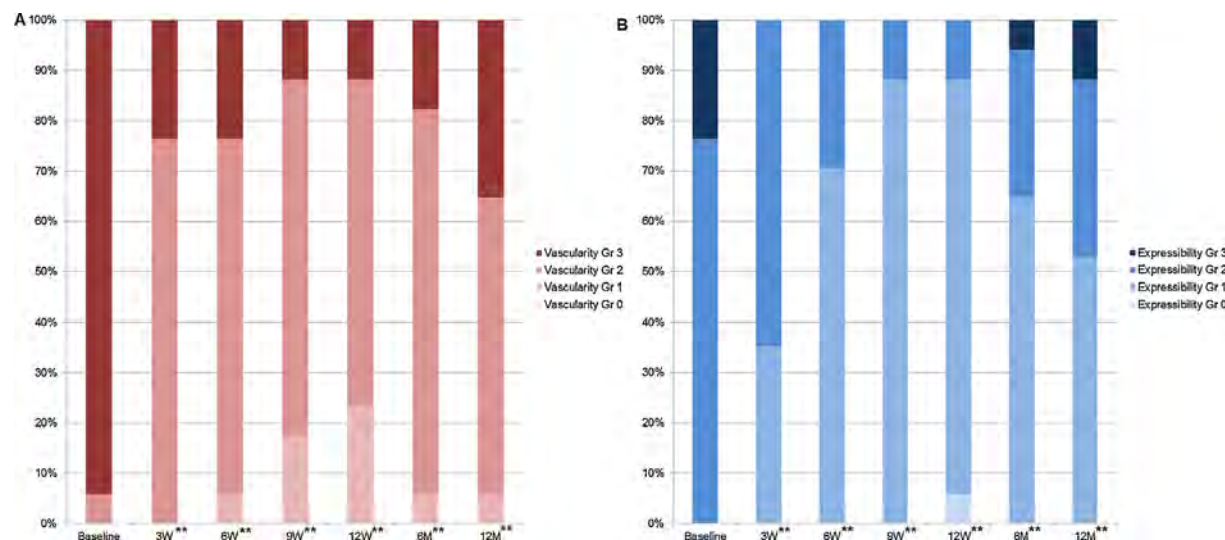 A
100%
90%
80%
70%
60%
50%
40%
30%
20%
10%
0%
Baseline 3W** 6W** 9W** 12W** 6M** 12M**
Vascularity Gr 3
Vascularity Gr 2
Vascularity Gr 1
Vascularity Gr 0
B
100%
90%
80%
70%
60%
50%
40%
30%
20%
10%
0%
Baseline 3W** 6W** 9W** 12W** 6M** 12M**
Expressibility Gr 3
Expressibility Gr 2
Expressibility Gr 1
Expressibility Gr 0